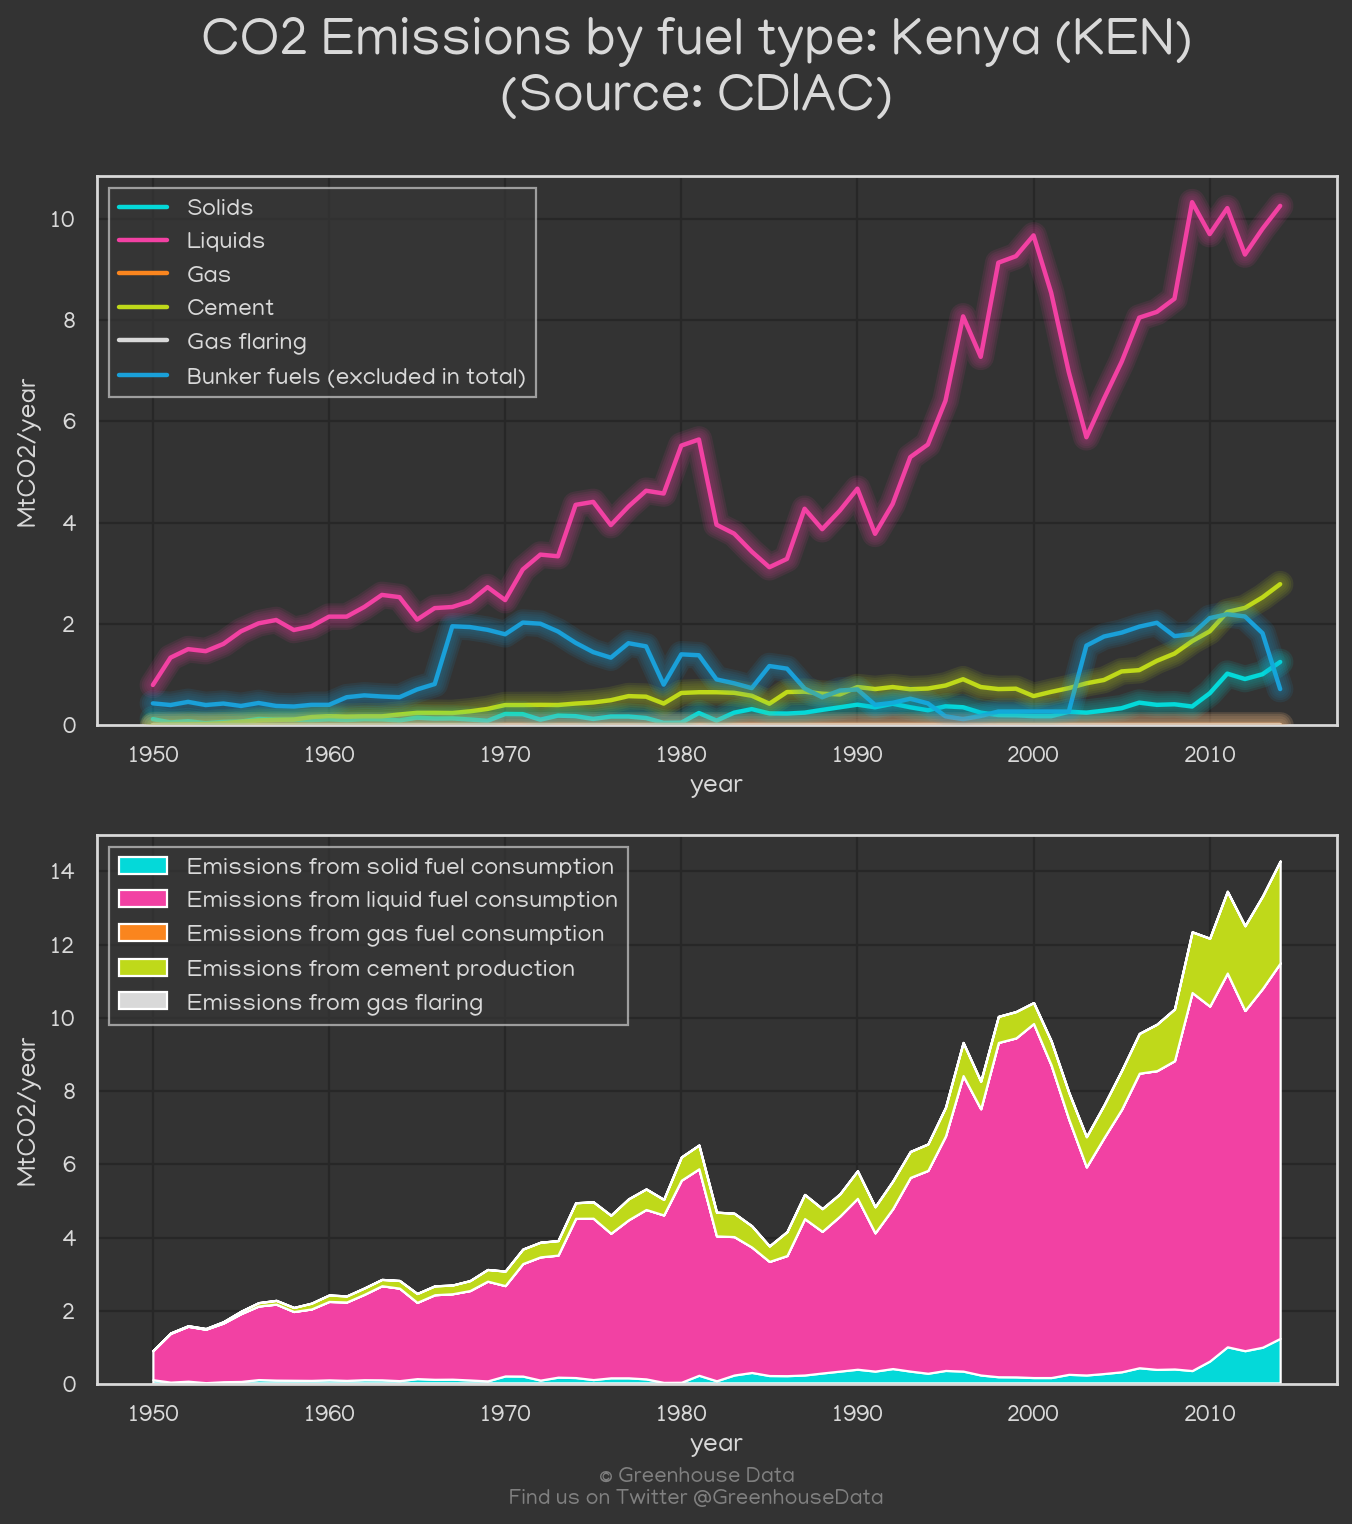 CO2 Emissions by fuel type: Kenya (KEN)
(Source: CDIAC)
Solids
Liquids
Gas
Cement
Gas flaring
Bunker fuels (excluded in total)
10
8
6
4
2
0
MtCO2/year
1950 1960 1970 1980 1990 2000 2010
year
Emissions from solid fuel consumption
Emissions from liquid fuel consumption
Emissions from gas fuel consumption
Emissions from cement production
Emissions from gas flaring
14
12
10
8
6
4
2
0
MtCO2/year
1950 1960 1970 1980 1990 2000 2010
year
© Greenhouse Data
Find us on Twitter @GreenhouseData